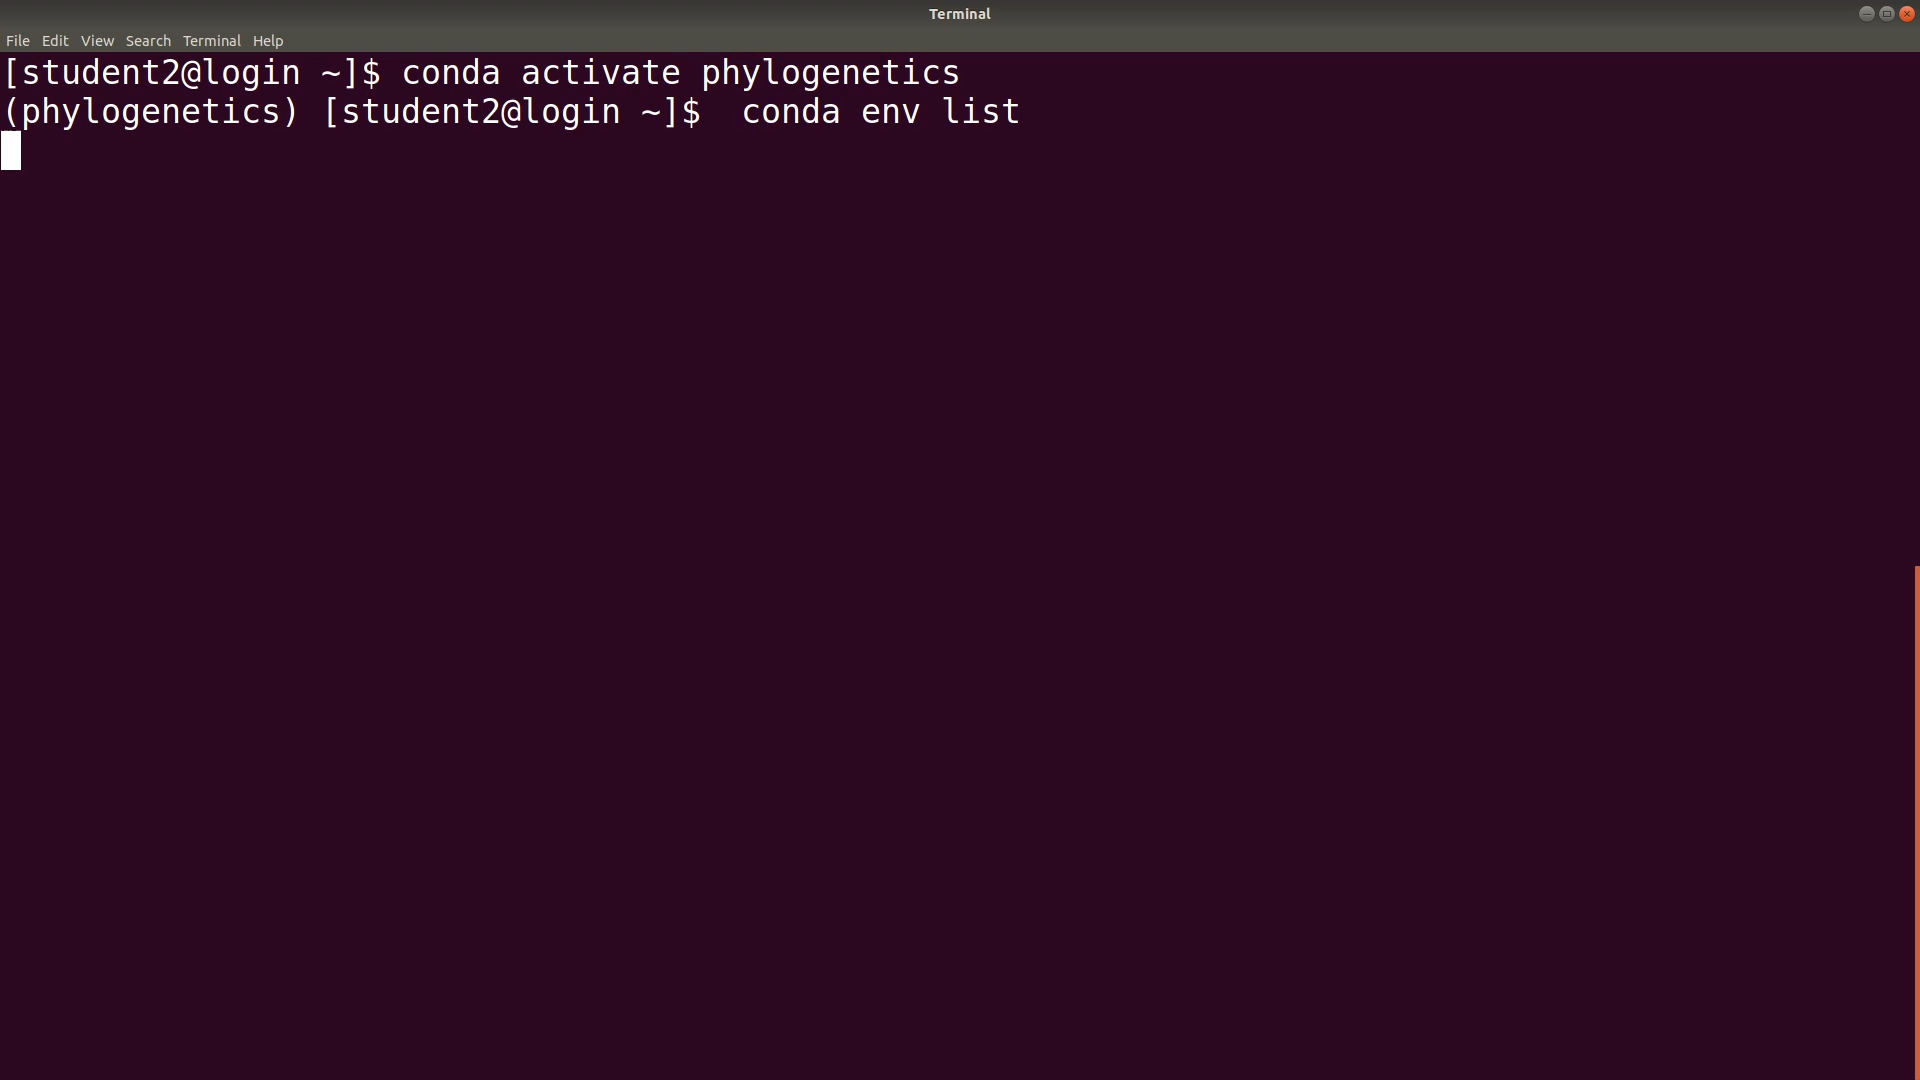 Terminal
File Edit View Search Terminal Help
[student2@login ~]$ conda activate phylogenetics
(phylogenetics) [student2@login ~]$  conda env list